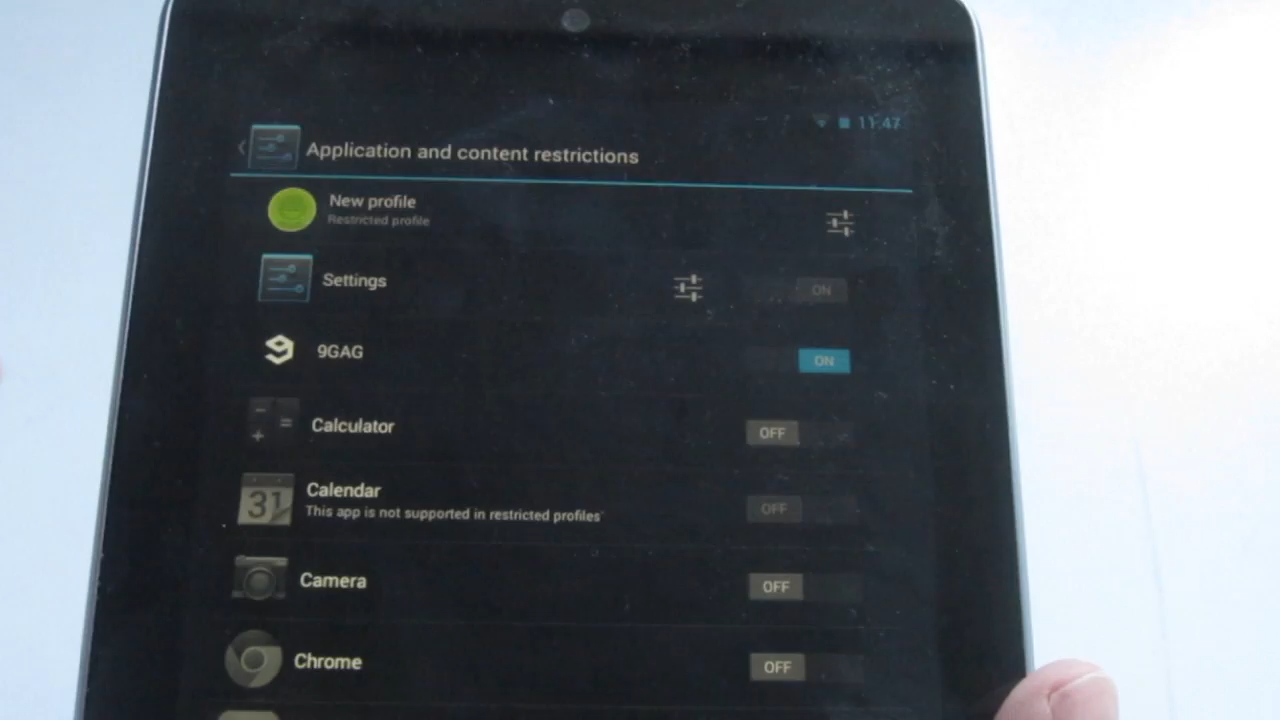 11:47
Application and content restrictions
New profile
Restricted profile
Settings
ON
9GAG
ON
Calculator
OFF
31
Calendar
This app is not supported in restricted profiles
OFF
Camera
OFF
Chrome
OFF